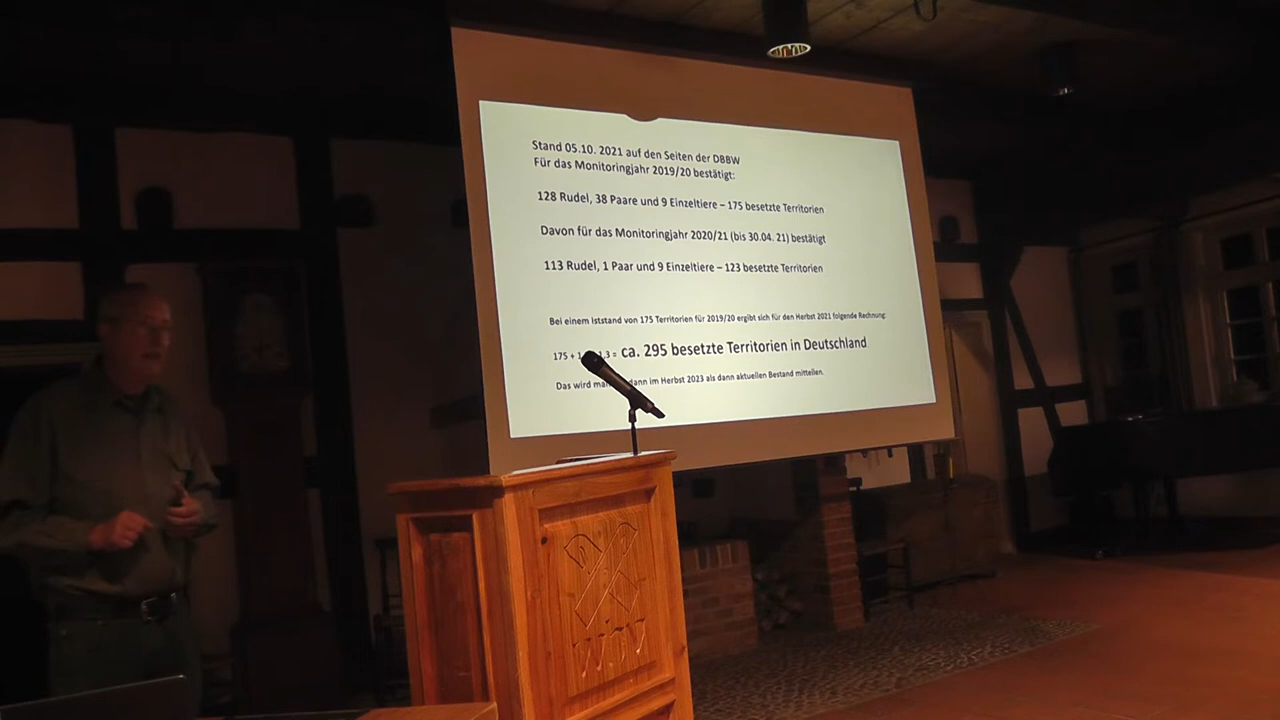 Stand 05.10. 2021 auf den Seiten der DBBW
Für das Monitoringjahr 2019/20 bestätigt:
128 Rudel, 38 Paare und 9 Einzeltiere – 175 besetzte Territorien
Davon für das Monitoringjahr 2020/21 (bis 30.04. 21) bestätigt
113 Rudel, 1 Paar und 9 Einzeltiere – 123 besetzte Territorien
Bei einem Iststand von 175 Territorien für 2019/20 ergibt sich für den Herbst 2021 folgende Rechnung:
175 + 1,3 = ca. 295 besetzte Territorien in Deutschland
Das wird dann im Herbst 2023 als dann aktuellen Bestand mitteilen.